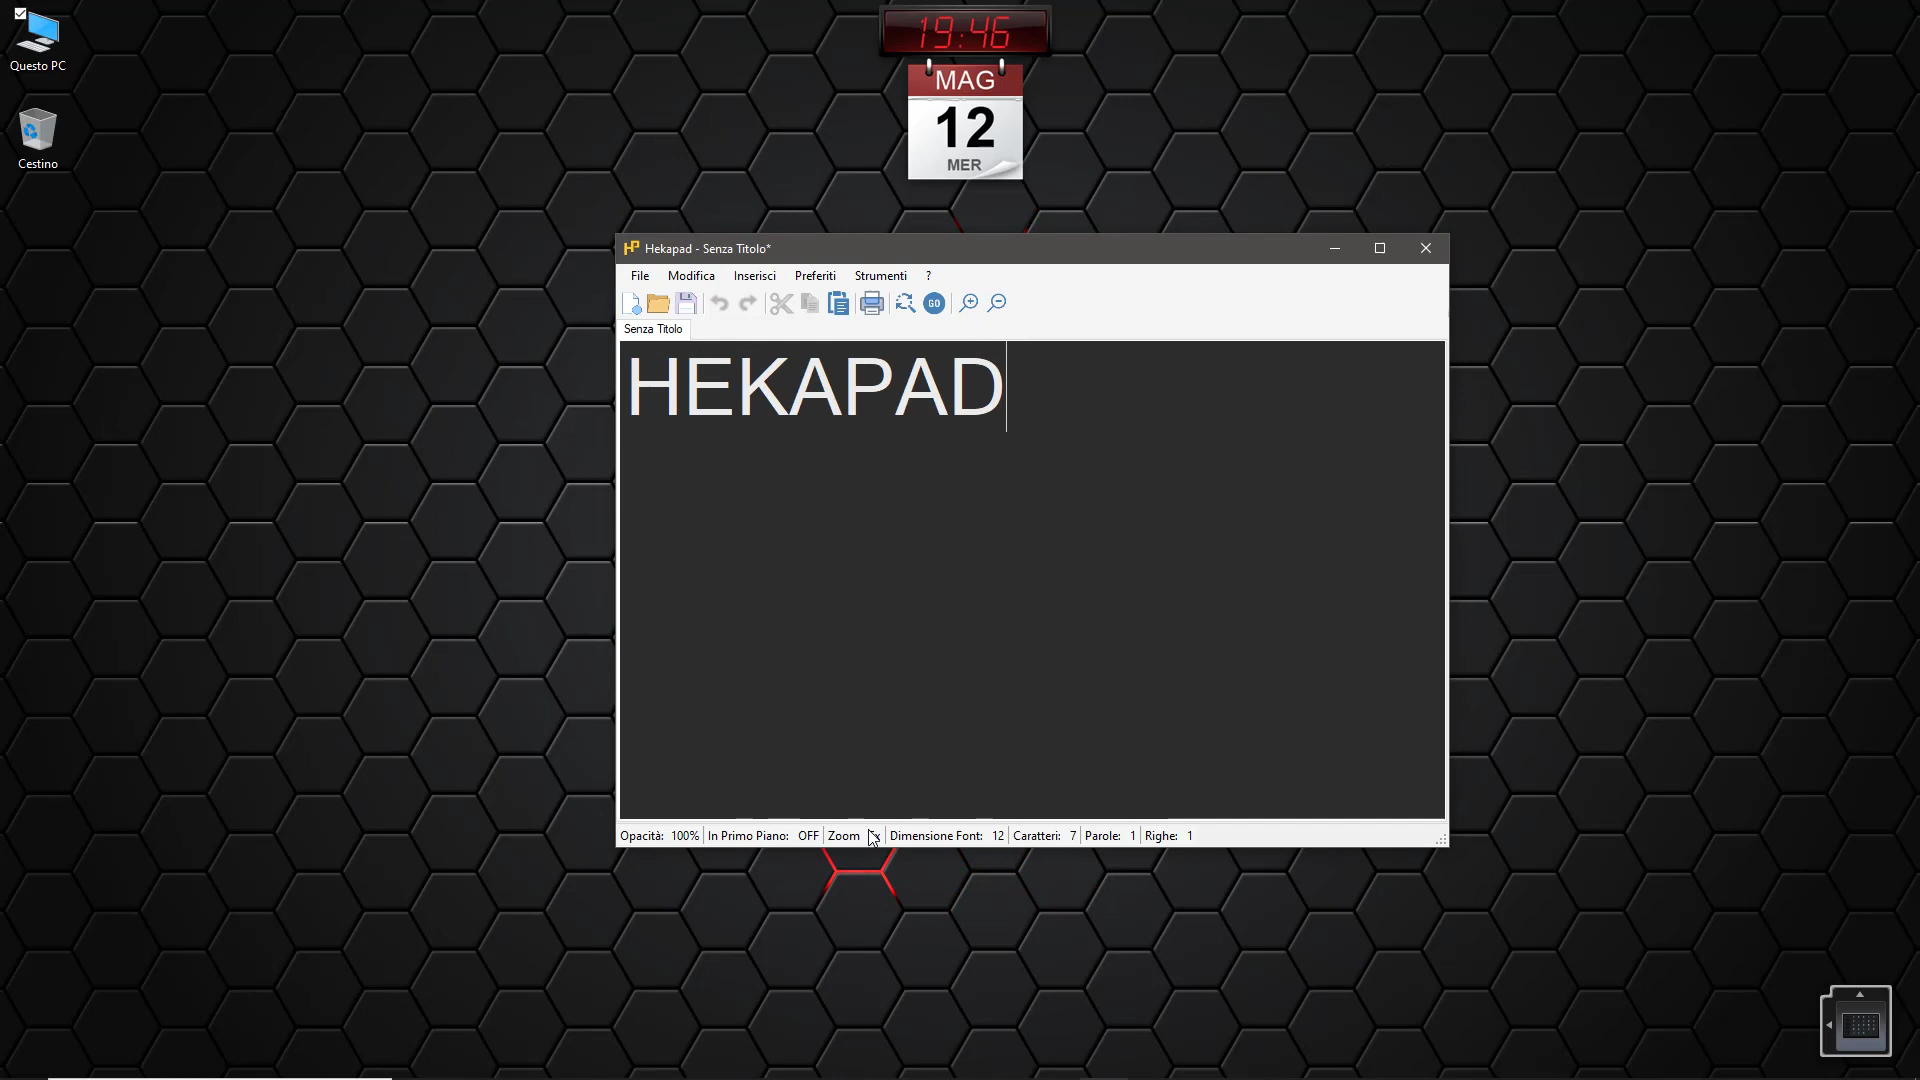 Questo PC
Cestino
19:46
MAG
12
MER
HP Hekapad - Senza Titolo*
File Modifica Inserisci Preferiti Strumenti ?
GO
Senza Titolo
HEKAPAD
Opacità: 100% In Primo Piano: OFF Zoom Dimensione Font: 12 Caratteri: 7 Parole: 1 Righe: 1